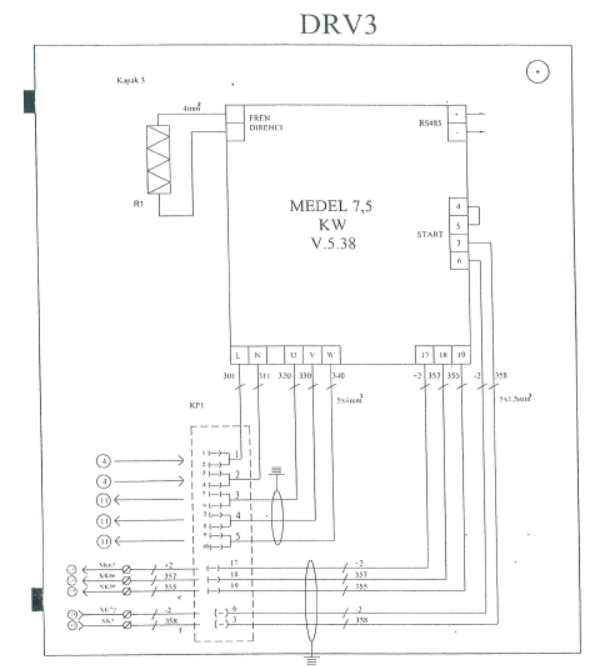 DRV3
Kapak 3
4mm²
FREN
DIRENCI
RS485
+
-
R1
MEDEL 7,5
KW
V.5.38
START
4
5
3
6
L N U V W
17 18 19
301 311 320 330 340
+2 357 355 -2 358
5x4mm²
KP1
1
2
3
4
5
4
4
11
11
11
17
18
19
6
3
+2
357
355
-2
358
+2
357
355
-2
358